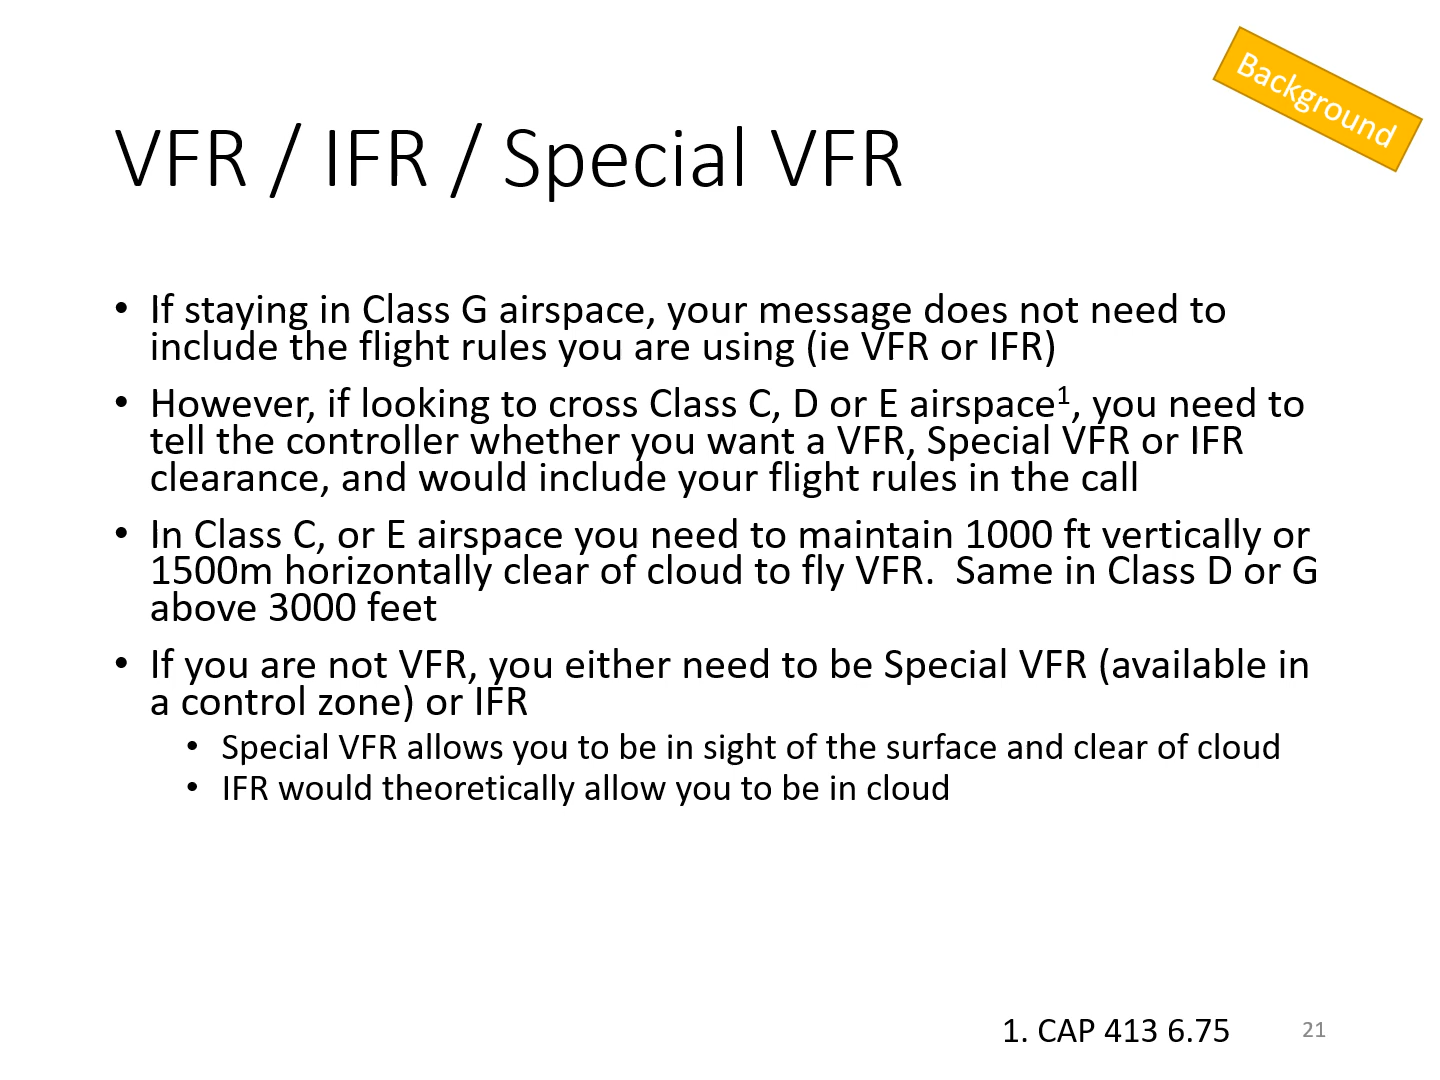 Background
VFR / IFR / Special VFR
• If staying in Class G airspace, your message does not need to
include the flight rules you are using (ie VFR or IFR)
• However, if looking to cross Class C, D or E airspace¹, you need to
tell the controller whether you want a VFR, Special VFR or IFR
clearance, and would include your flight rules in the call
• In Class C, or E airspace you need to maintain 1000 ft vertically or
1500m horizontally clear of cloud to fly VFR.  Same in Class D or G
above 3000 feet
• If you are not VFR, you either need to be Special VFR (available in
a control zone) or IFR
• Special VFR allows you to be in sight of the surface and clear of cloud
• IFR would theoretically allow you to be in cloud
1. CAP 413 6.75
21